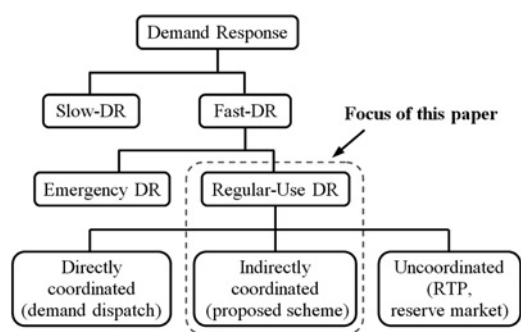 Demand Response
Slow-DR
Fast-DR
Focus of this paper
Emergency DR
Regular-Use DR
Directly
coordinated
(demand dispatch)
Indirectly
coordinated
(proposed scheme)
Uncoordinated
(RTP,
reserve market)